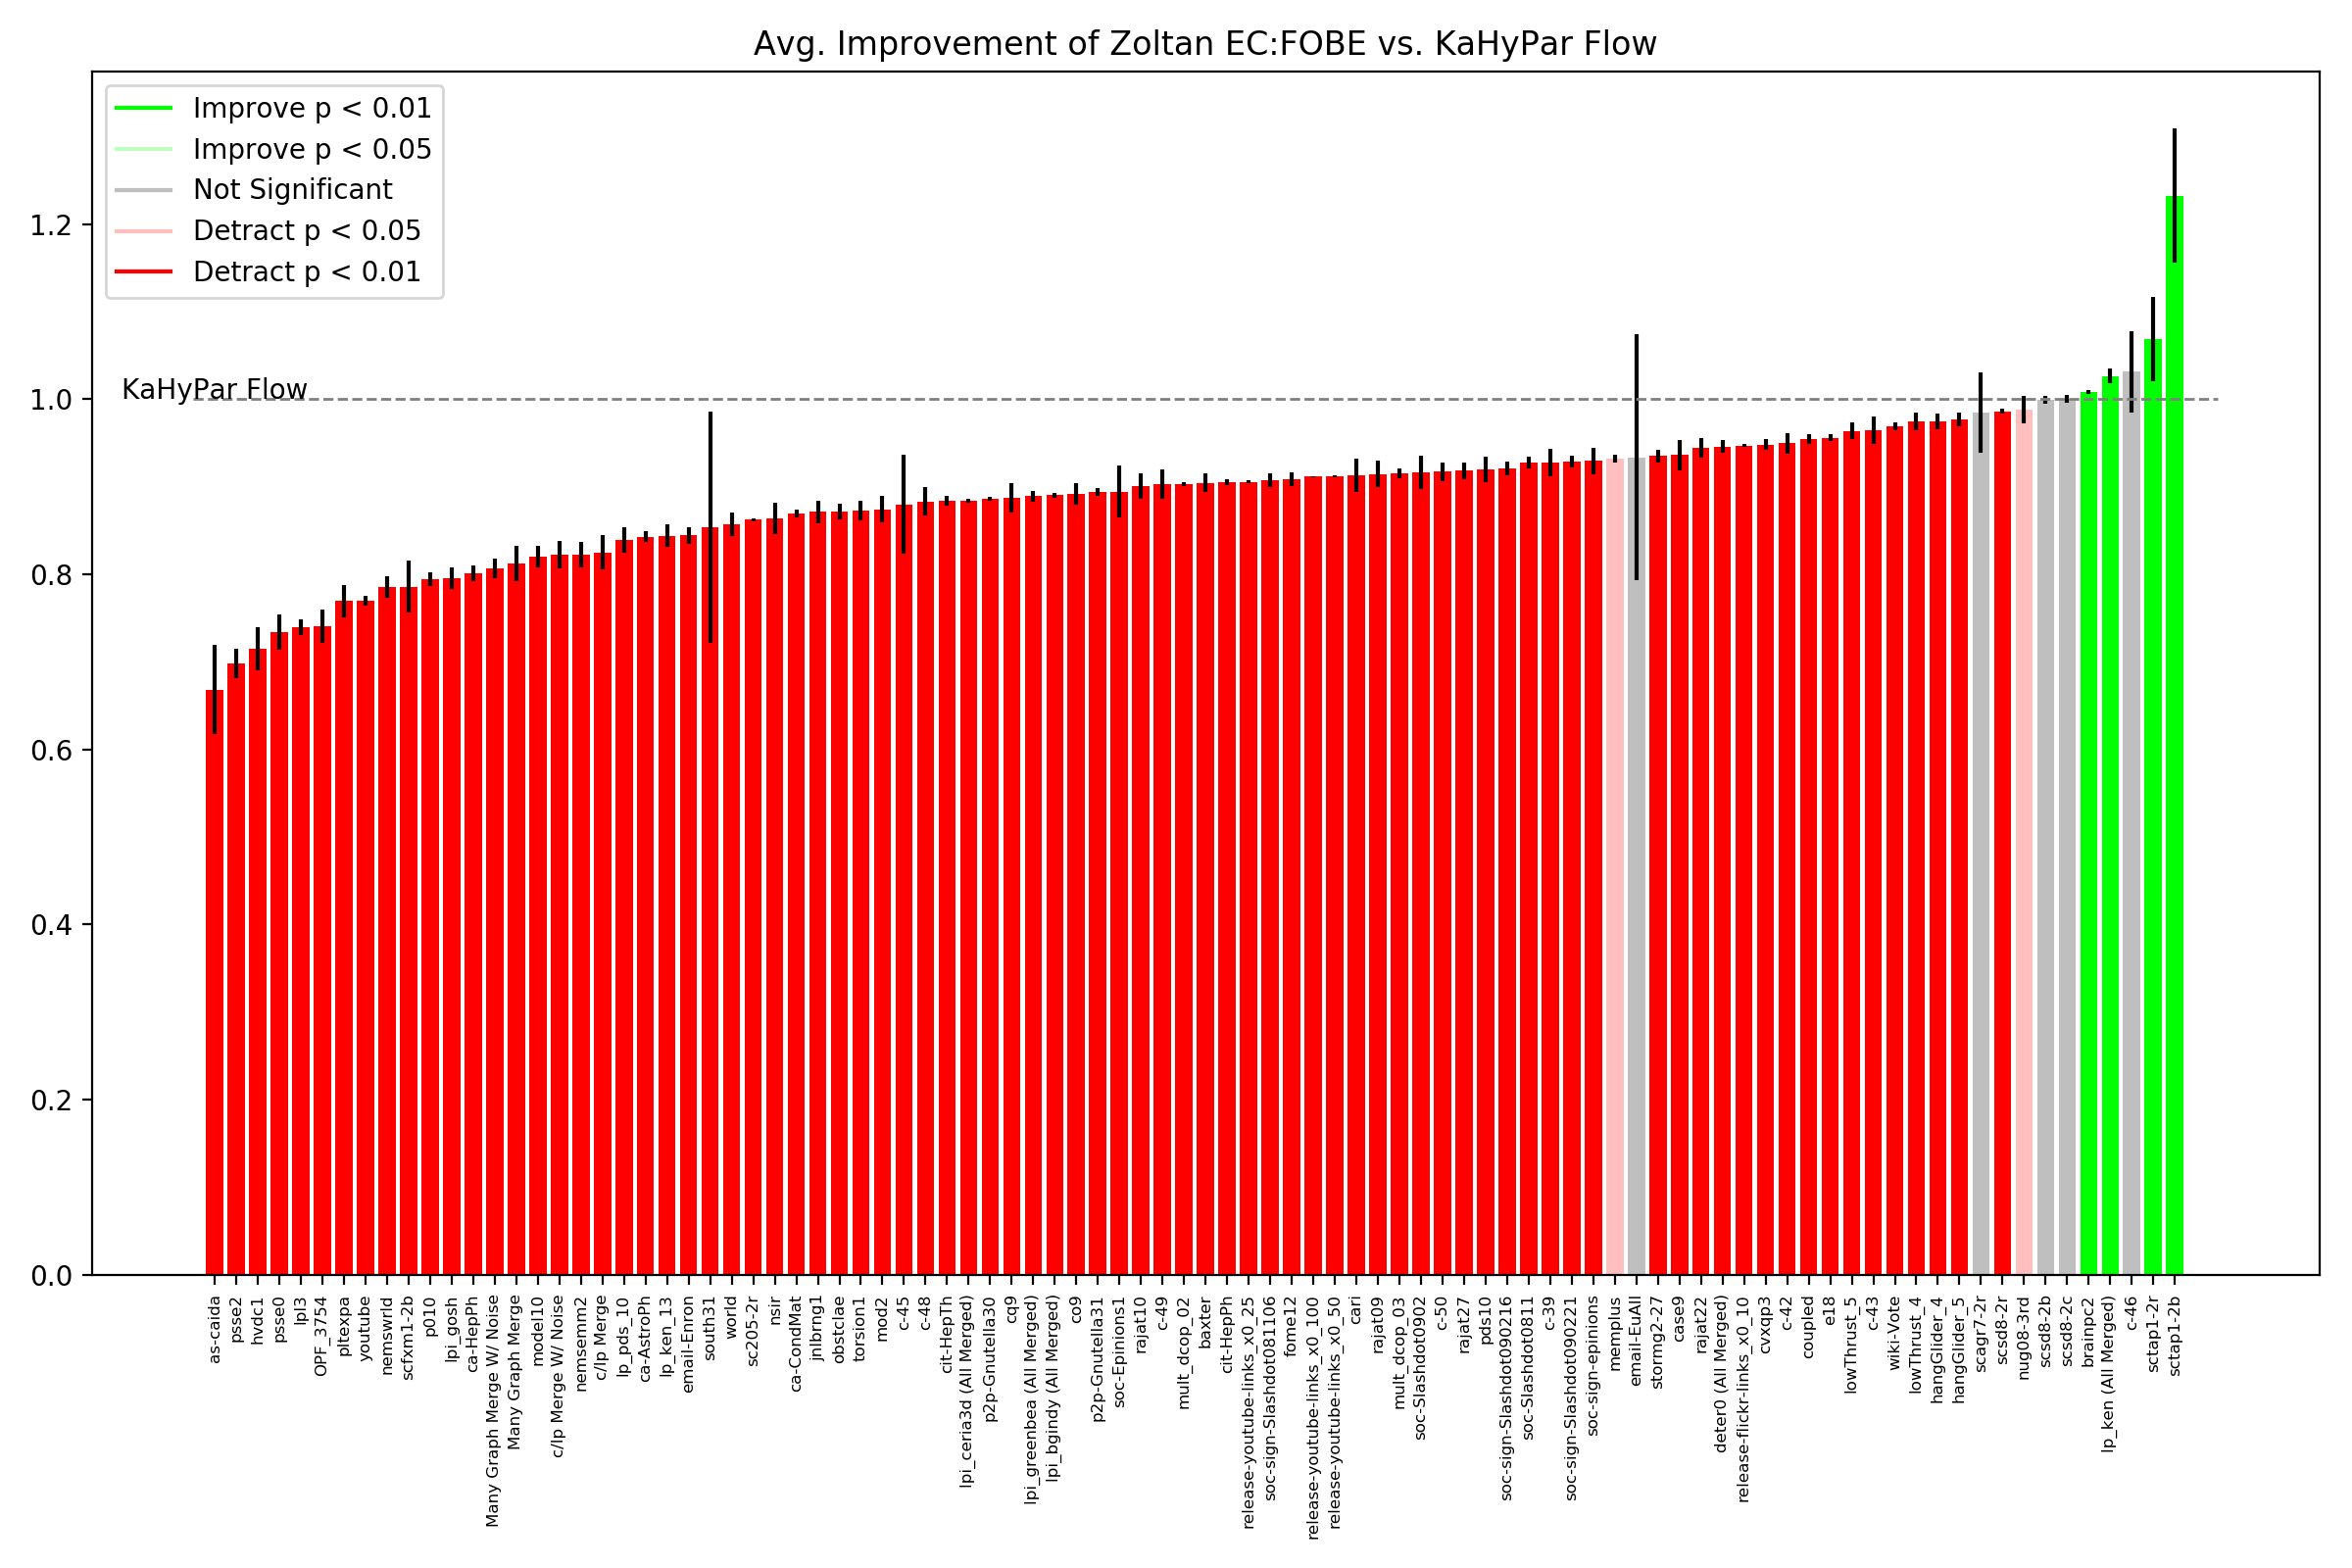 Avg. Improvement of Zoltan EC:FOBE vs. KaHyPar Flow
Improve p < 0.01
Improve p < 0.05
Not Significant
Detract p < 0.05
Detract p < 0.01
KaHyPar Flow
1.2
1.0
0.8
0.6
0.4
0.2
0.0
as-caida
psse2
hvdc1
psse0
lpl3
OPF_3754
pltexpa
youtube
nemswrld
scfxm1-2b
p010
lpi_gosh
ca-HepPh
Many Graph Merge W/ Noise
Many Graph Merge
model10
c/lp Merge W/ Noise
nemsemm2
c/lp Merge
lp_pds_10
ca-AstroPh
lp_ken_13
email-Enron
south31
world
sc205-2r
nsir
ca-CondMat
jnlbrng1
obstclae
torsion1
mod2
c-45
c-48
cit-HepTh
lpi_ceria3d (All Merged)
p2p-Gnutella30
cq9
lpi_greenbea (All Merged)
lpi_bgindy (All Merged)
co9
p2p-Gnutella31
soc-Epinions1
rajat10
c-49
mult_dcop_02
baxter
cit-HepPh
release-youtube-links_x0_25
soc-sign-Slashdot081106
fome12
release-youtube-links_x0_100
release-youtube-links_x0_50
cari
rajat09
mult_dcop_03
soc-Slashdot0902
c-50
rajat27
pds10
soc-sign-Slashdot090216
soc-Slashdot0811
c-39
soc-sign-Slashdot090221
soc-sign-epinions
memplus
email-EuAll
stormg2-27
case9
rajat22
deter0 (All Merged)
release-flickr-links_x0_10
cvxqp3
c-42
coupled
e18
lowThrust_5
c-43
wiki-Vote
lowThrust_4
hangGlider_4
hangGlider_5
scagr7-2r
scsd8-2r
nug08-3rd
scsd8-2b
scsd8-2c
brainpc2
lp_ken (All Merged)
c-46
sctap1-2r
sctap1-2b